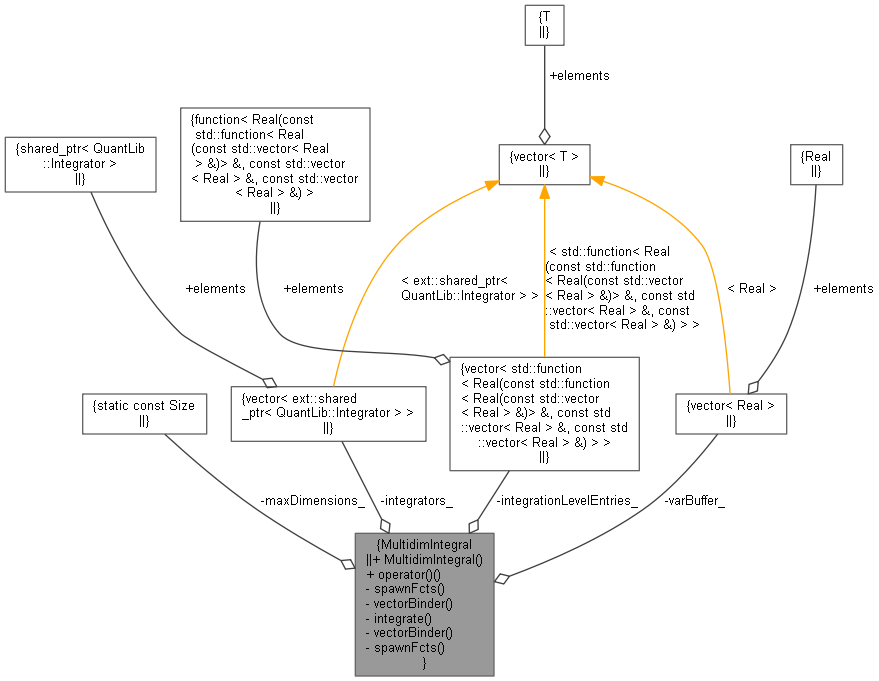 {T
||}
+elements
{function< Real(const
std::function< Real
(const std::vector< Real
> &)> &, const std::vector
< Real > &, const std::vector
< Real > &) >
||}
{shared_ptr< QuantLib
::Integrator >
||}
{vector< T >
||}
{Real
||}
+elements
+elements
< ext::shared_ptr<
QuantLib::Integrator > >
< std::function< Real
(const std::function
< Real(const std::vector
< Real > &)> &, const std
::vector< Real > &, const
std::vector< Real > &) > >
< Real >
+elements
{static const Size
||}
{vector< ext::shared
_ptr< QuantLib::Integrator > >
||}
{vector< std::function
< Real(const std::function
< Real(const std::vector
< Real > &)> &, const std
::vector< Real > &, const std
::vector< Real > &) > >
||}
{vector< Real >
||}
-maxDimensions_
-integrators_
-integrationLevelEntries_
-varBuffer_
{MultidimIntegral
||+ MultidimIntegral()
+ operator()()
- spawnFcts()
- vectorBinder()
- integrate()
- vectorBinder()
- spawnFcts()
}